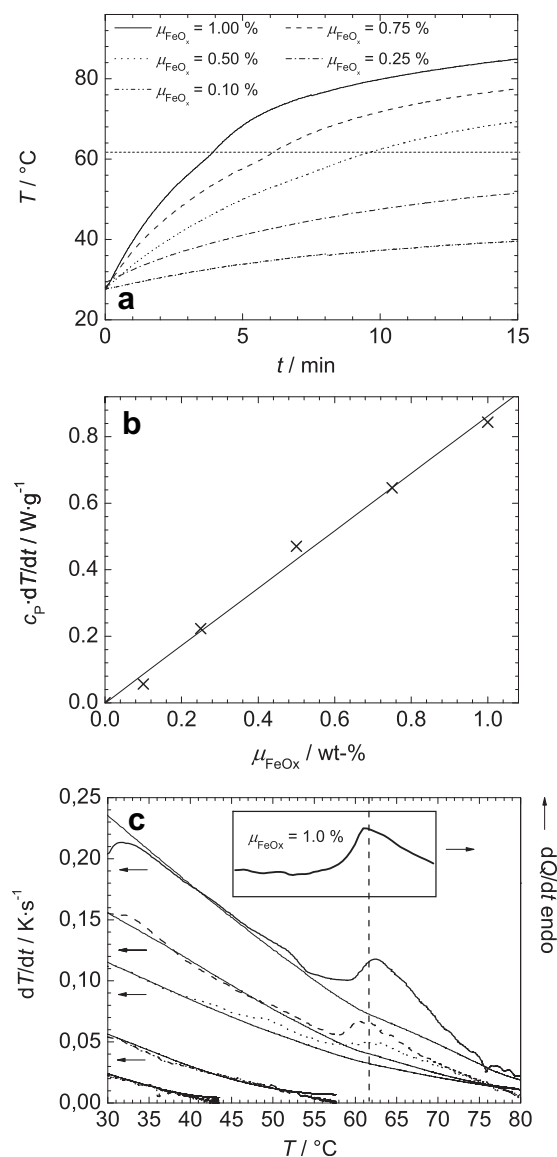 μFeOx = 1.00 % μFeOx = 0.75 %
μFeOx = 0.50 % μFeOx = 0.25 %
μFeOx = 0.10 %
80
60
40
20
T / °C
a
0 5 10 15
t / min
b
0.8
0.6
0.4
0.2
0.0
cP·dT/dt / W·g-1
0.0 0.2 0.4 0.6 0.8 1.0
μFeOx / wt-%
0,25
0,20
0,15
0,10
0,05
0,00
dT/dt / K·s-1
c
μFeOx = 1.0 %
dQ/dt endo
30 35 40 45 50 55 60 65 70 75 80
T / °C